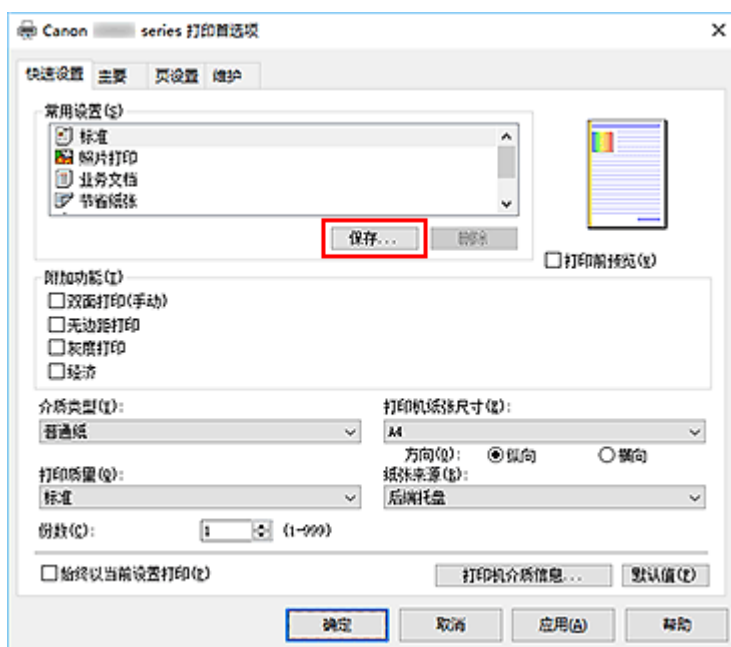 Canon series 打印首选项
快速设置 主要 页设置 维护
常用设置(S)
标准
照片打印
业务文档
节省纸张
保存... 删除
打印前预览(V)
附加功能(T)
双面打印(手动)
无边距打印
灰度打印
经济
介质类型(Y): 打印机纸张尺寸(Z):
普通纸 A4
方向(O): 纵向 横向
打印质量(Q): 纸张来源(B):
标准 后端托盘
份数(C): 1 (1-999)
始终以当前设置打印(P)
打印机介质信息... 默认值(F)
确定 取消 应用(A) 帮助